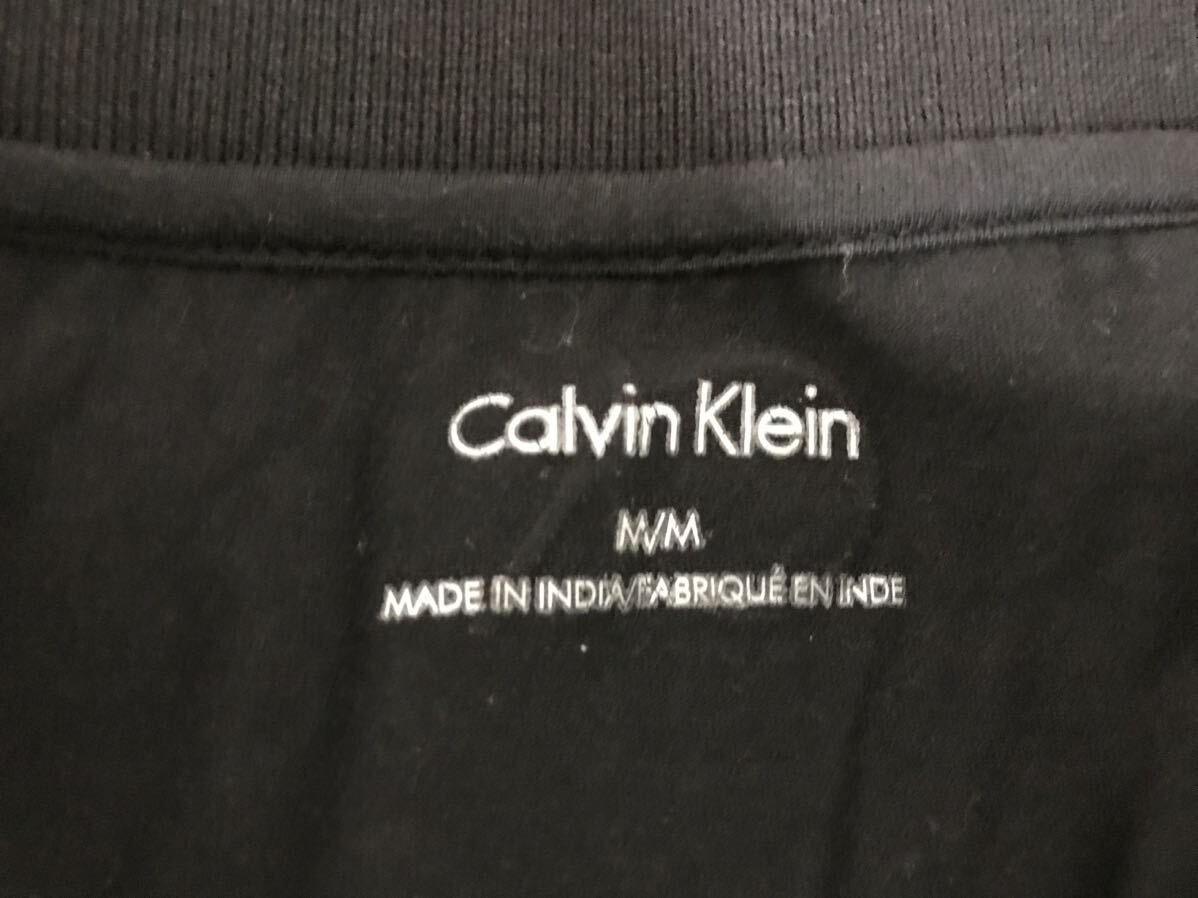 Calvin Klein
M/M
MADE IN INDIA/FABRIQUÉ EN INDE